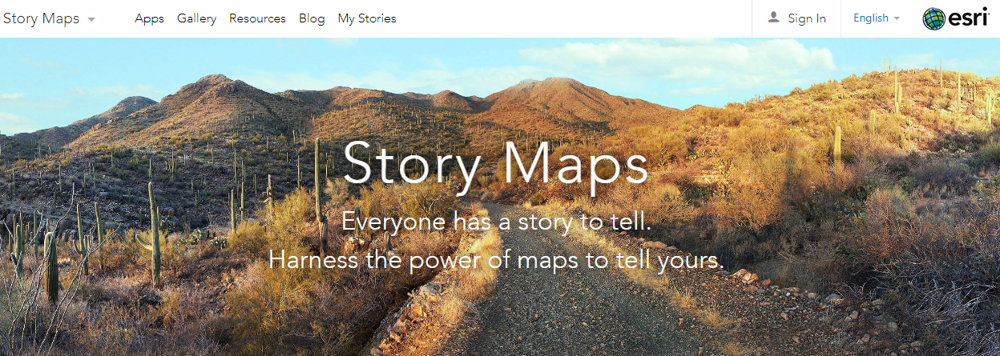 Story Maps Apps Gallery Resources Blog My Stories Sign In English esri
Story Maps
Everyone has a story to tell.
Harness the power of maps to tell yours.